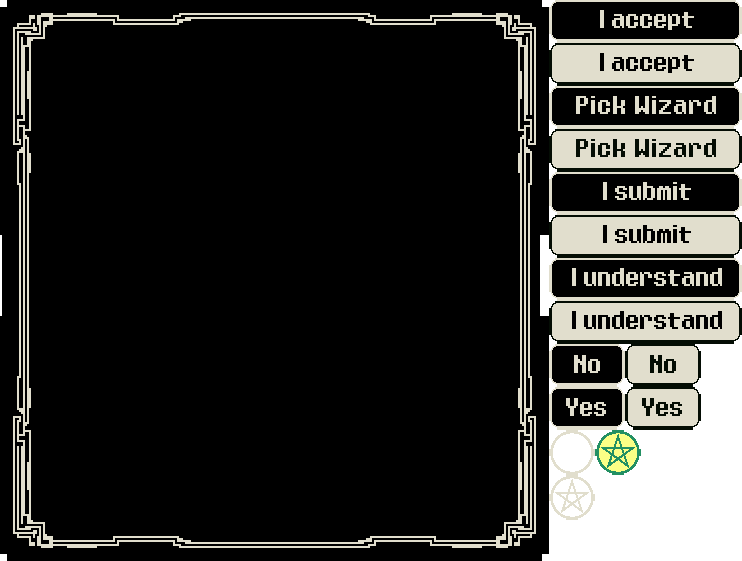 I accept
I accept
Pick Wizard
Pick Wizard
I submit
I submit
I understand
I understand
No No
Yes Yes